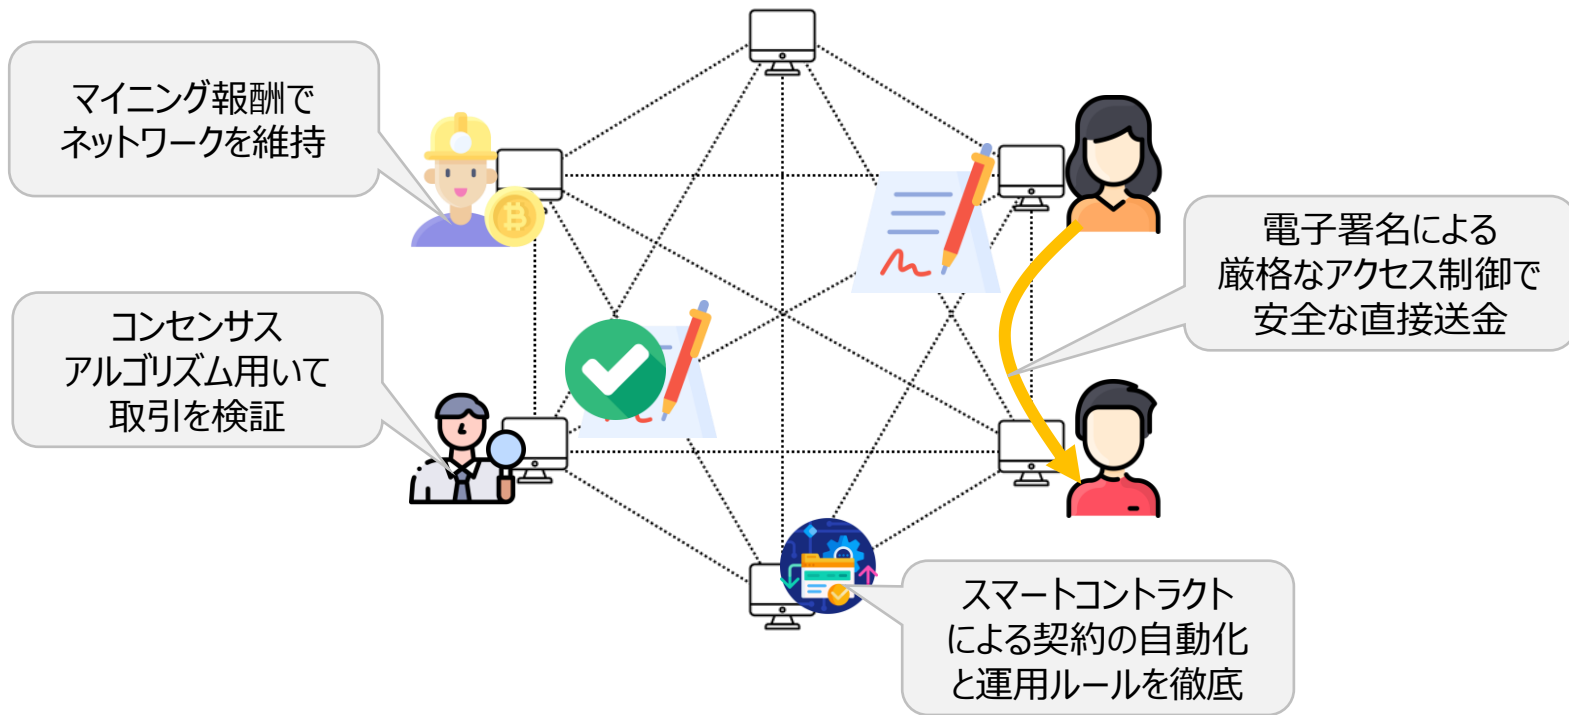 マイニング報酬で
ネットワークを維持
電子署名による
厳格なアクセス制御で
安全な直接送金
コンセンサス
アルゴリズム用いて
取引を検証
スマートコントラクト
による契約の自動化
と運用ルールを徹底